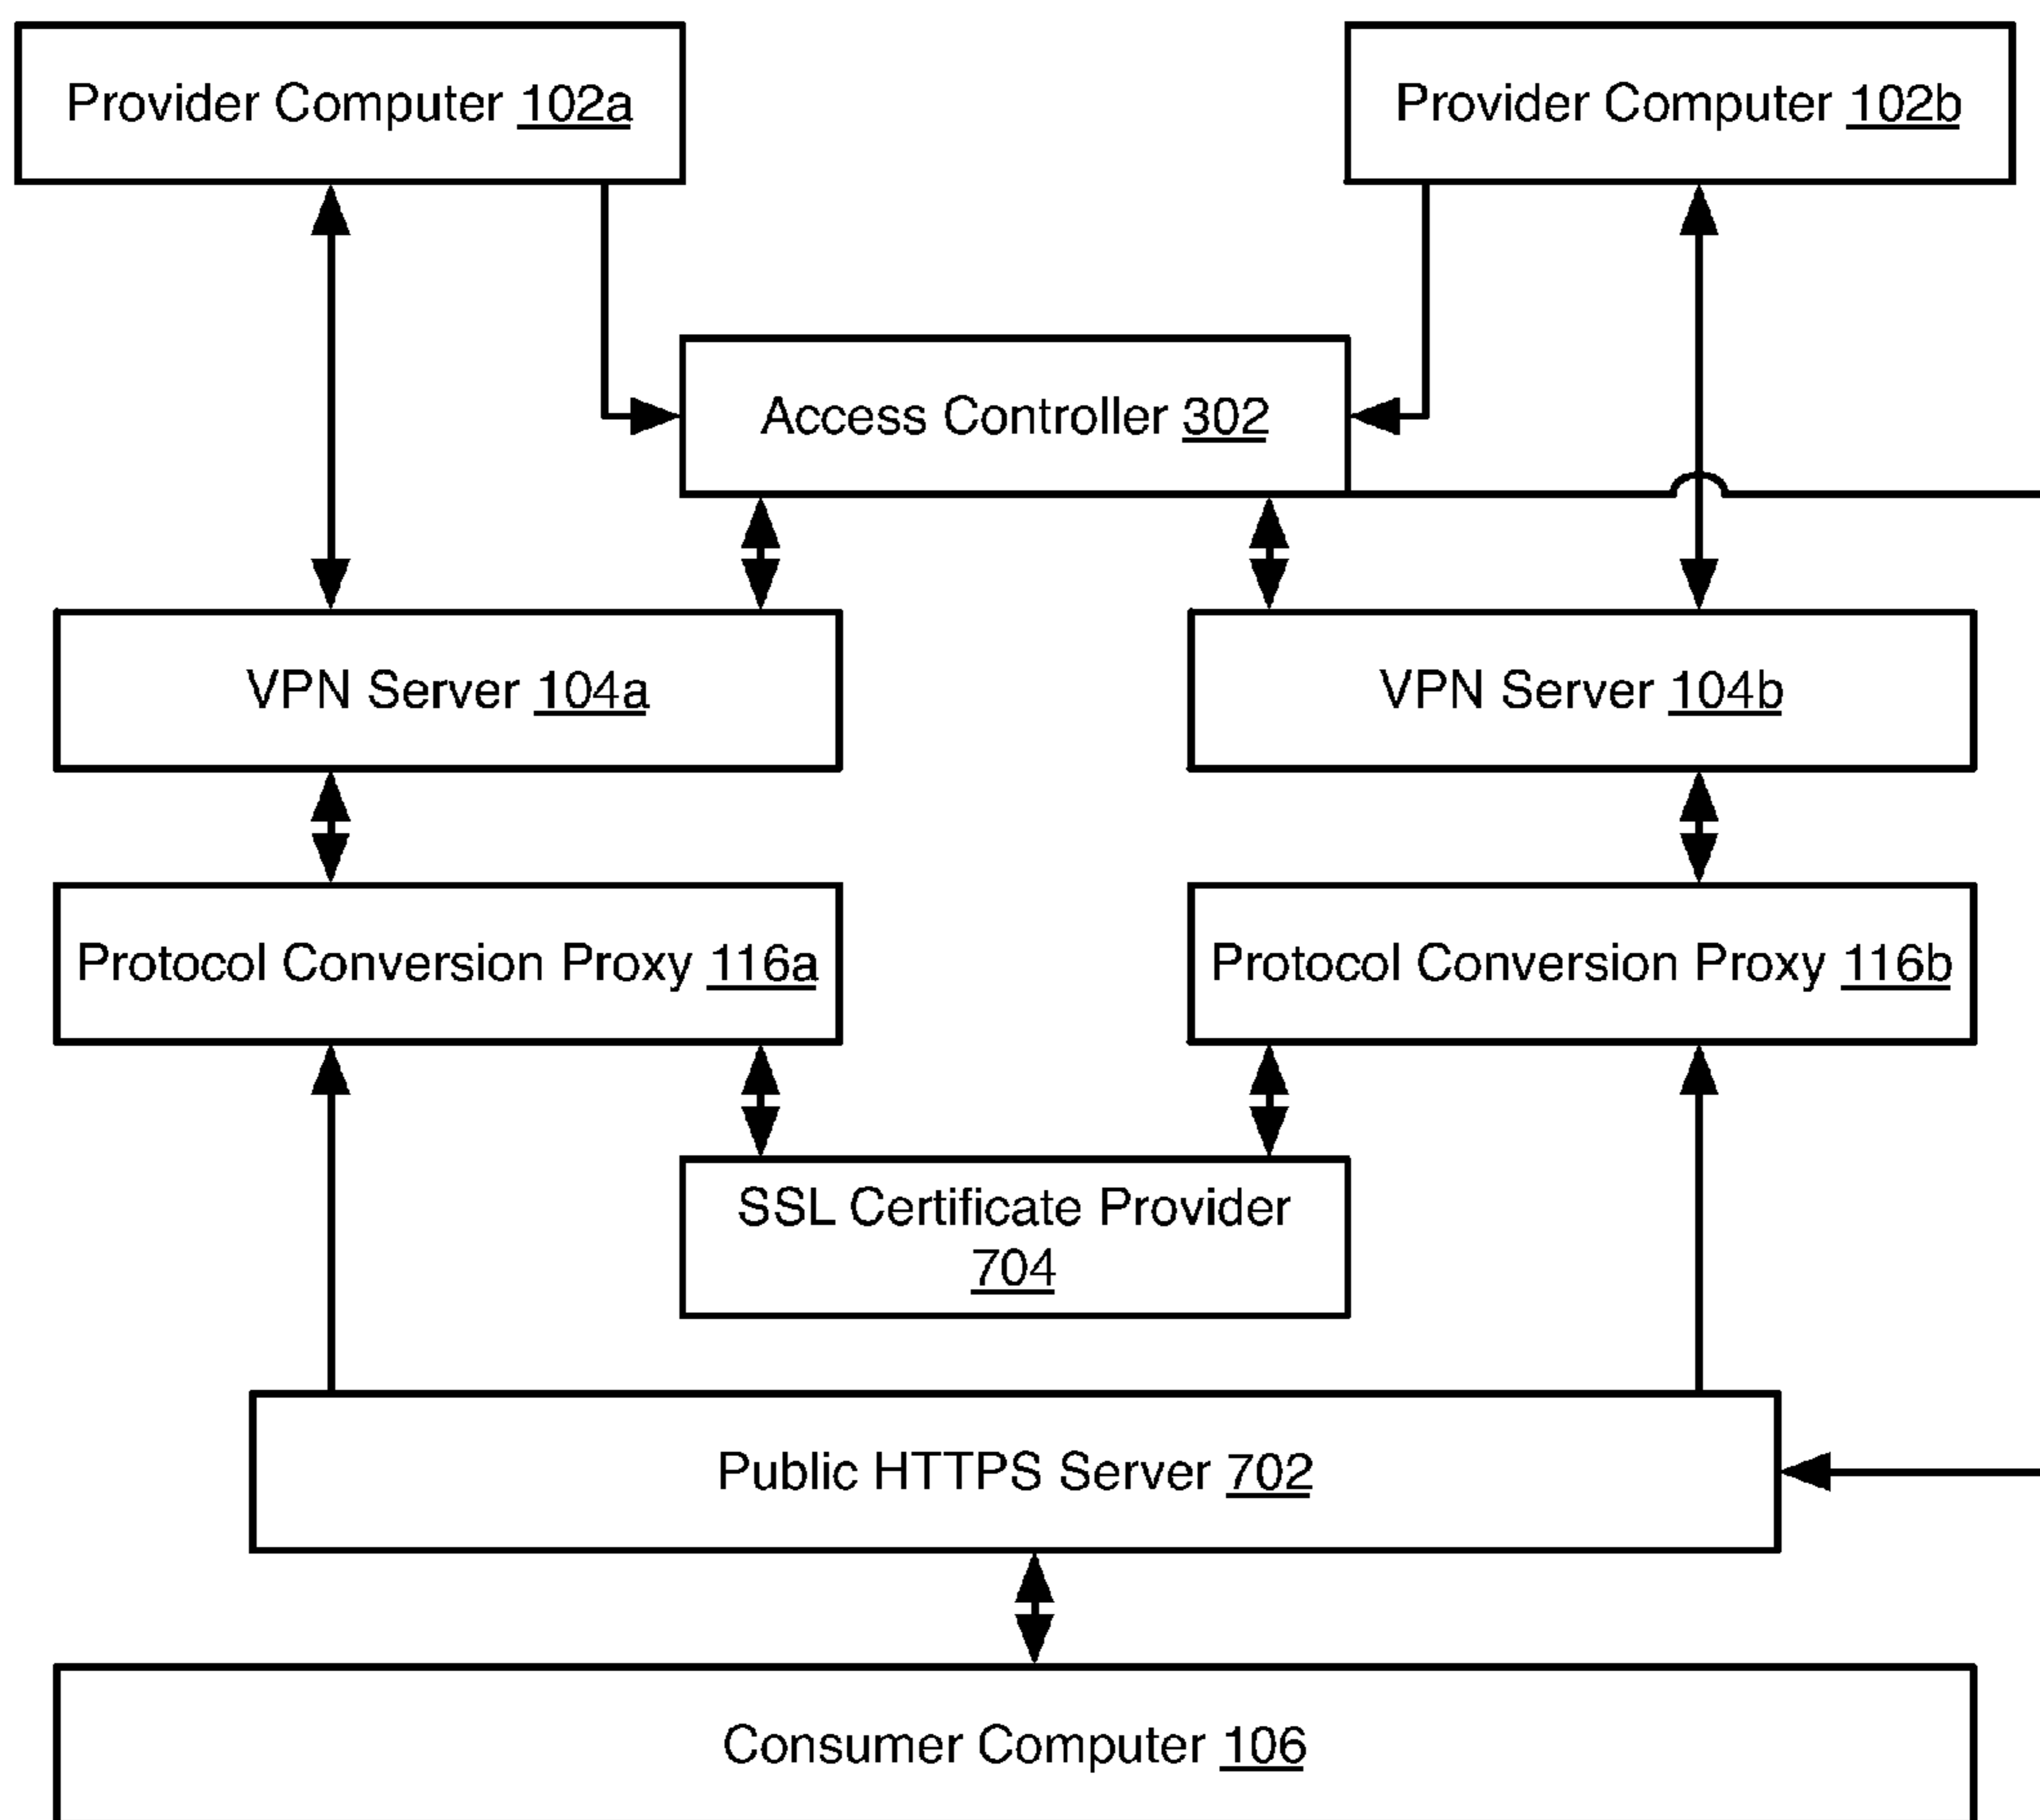 Provider Computer 102a
Provider Computer 102b
Access Controller 302
VPN Server 104a
VPN Server 104b
Protocol Conversion Proxy 116a
Protocol Conversion Proxy 116b
SSL Certificate Provider
704
Public HTTPS Server 702
Consumer Computer 106